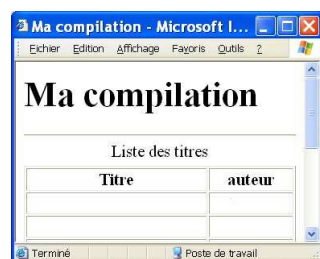 Ma compilation - Microsoft I...
Fichier Edition Affichage Favoris Outils ?
Ma compilation
Liste des titres
Titre auteur
Terminé Poste de travail